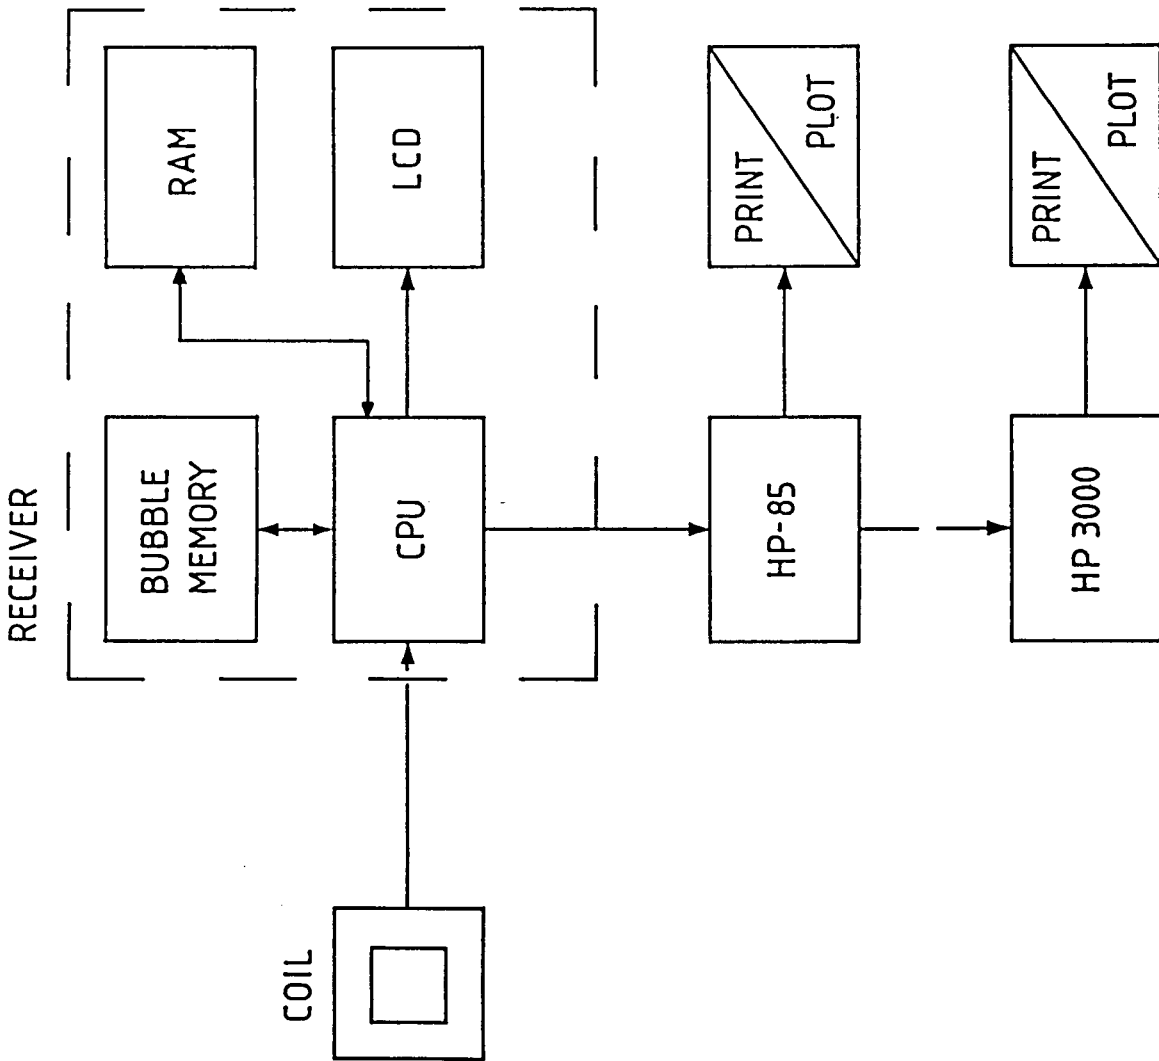 RECEIVER
BUBBLE
MEMORY
RAM
COIL
CPU
LCD
HP-85
PRINT
PLOT
HP 3000
PRINT
PLOT